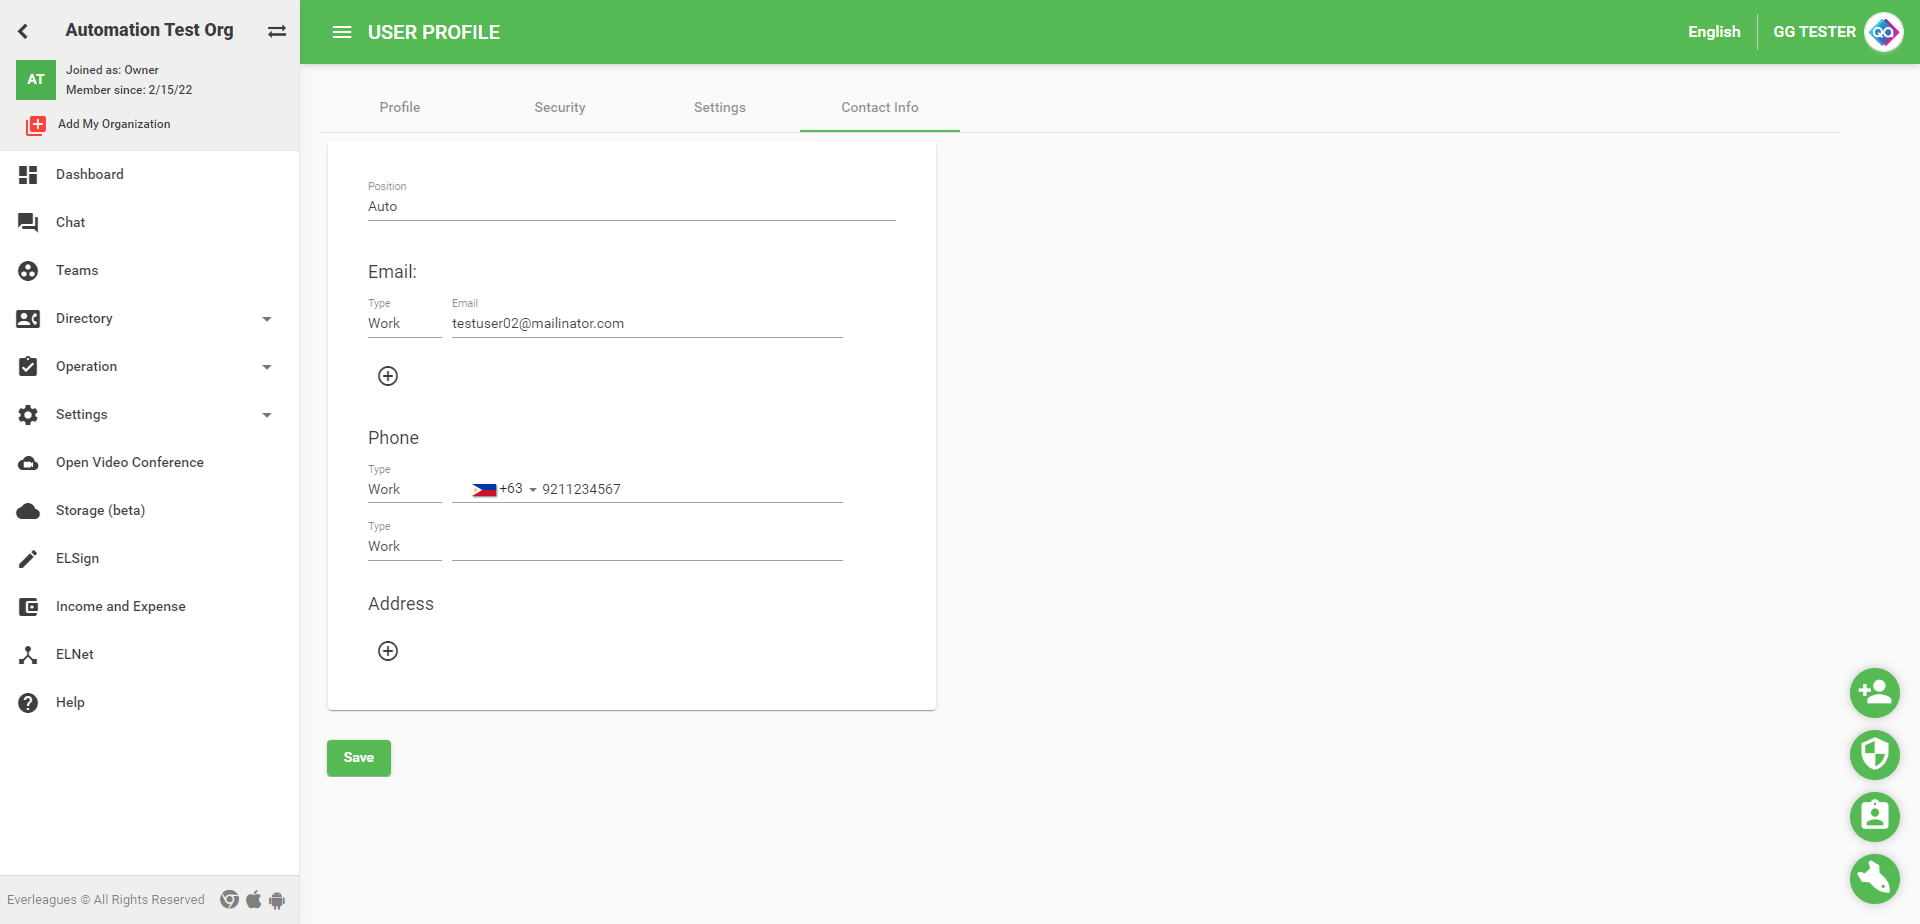 Automation Test Org
AT
Joined as: Owner
Member since: 2/15/22
Add My Organization
Dashboard
Chat
Teams
Directory
Operation
Settings
Open Video Conference
Storage (beta)
ELSign
Income and Expense
ELNet
Help
Everleagues © All Rights Reserved
USER PROFILE
English
GG TESTER
QA
Profile
Security
Settings
Contact Info
Position
Auto
Email:
Type
Email
Work
testuser02@mailinator.com
Phone
Type
Work
+63
9211234567
Type
Work
Address
Save